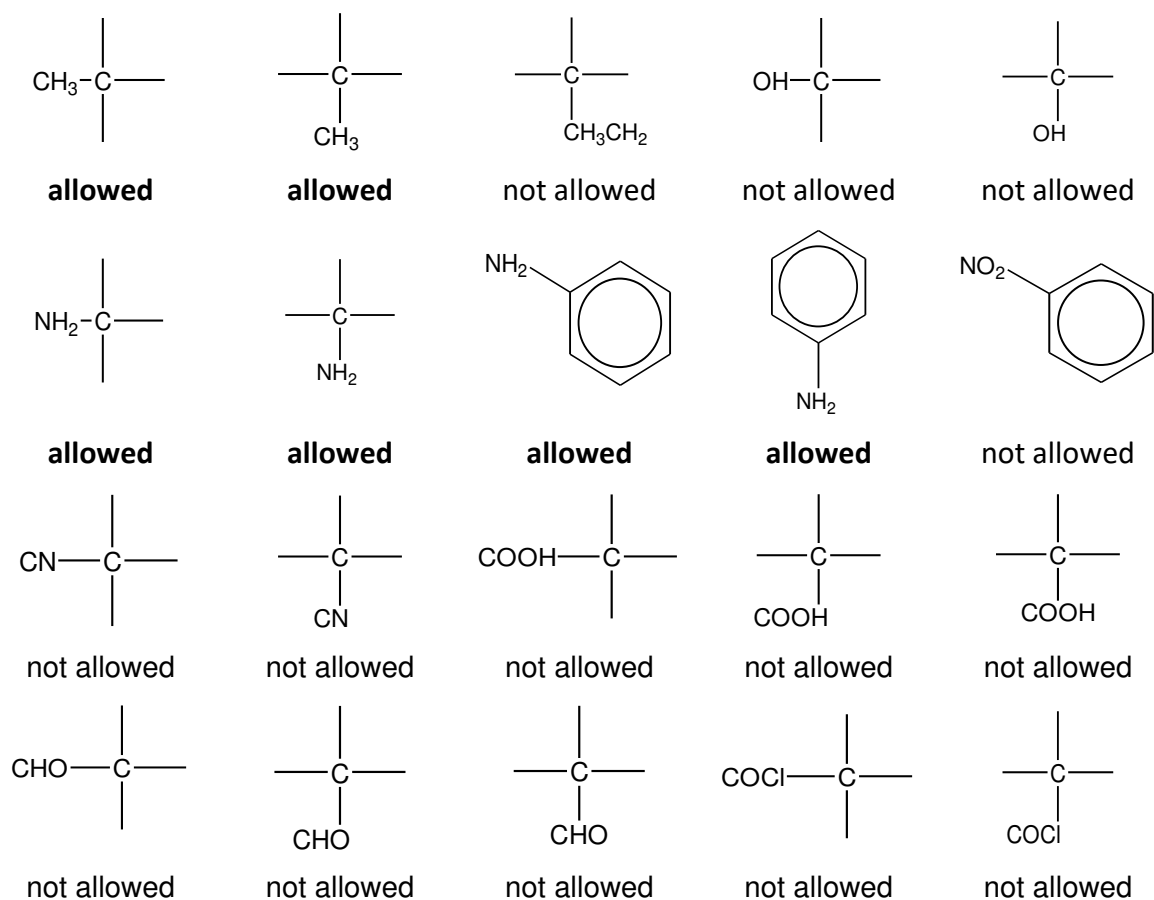 CH₃ C C C OH C C
CH₃ CH₃CH₂ OH
allowed allowed not allowed not allowed not allowed
NH₂ NO₂
NH₂ C C
NH₂ NH₂
allowed allowed allowed allowed not allowed
CN C C COOH C C C
CN COOH COOH
not allowed not allowed not allowed not allowed not allowed
CHO C C C COCl C C
CHO CHO COCl
not allowed not allowed not allowed not allowed not allowed